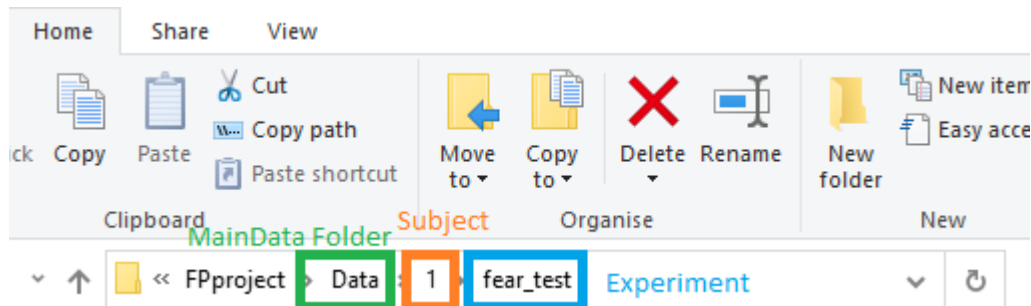 Home Share View
Cut
Copy path
Paste shortcut
ck Copy Paste Move to Copy to Delete Rename New folder
New item
Easy acce
Clipboard Organise New
MainData Folder Subject
« FPproject > Data > 1 fear_test Experiment